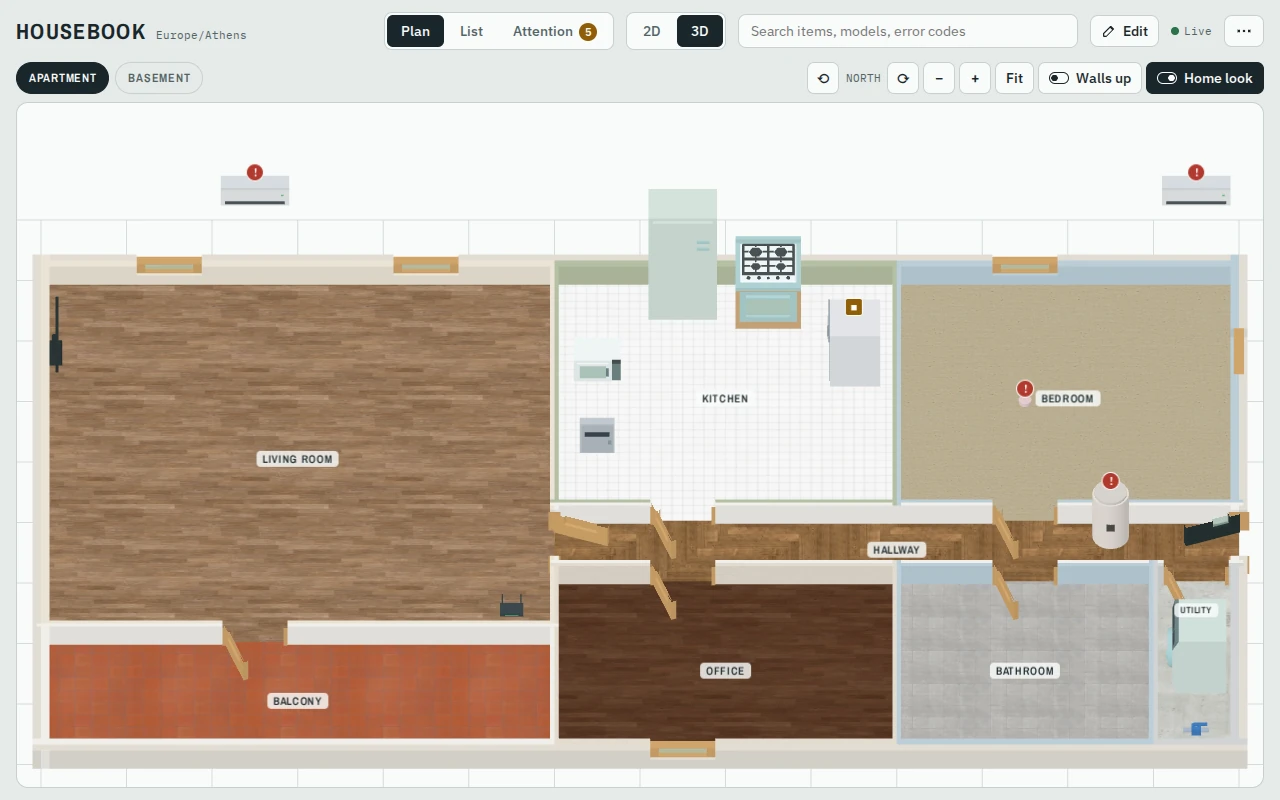 HOUSEBOOK Europe/Athens
Plan List Attention 5
2D 3D
Search items, models, error codes
Edit
Live
APARTMENT BASEMENT
NORTH
Fit
Walls up
Home look
KITCHEN
BEDROOM
LIVING ROOM
HALLWAY
UTILITY
OFFICE
BATHROOM
BALCONY